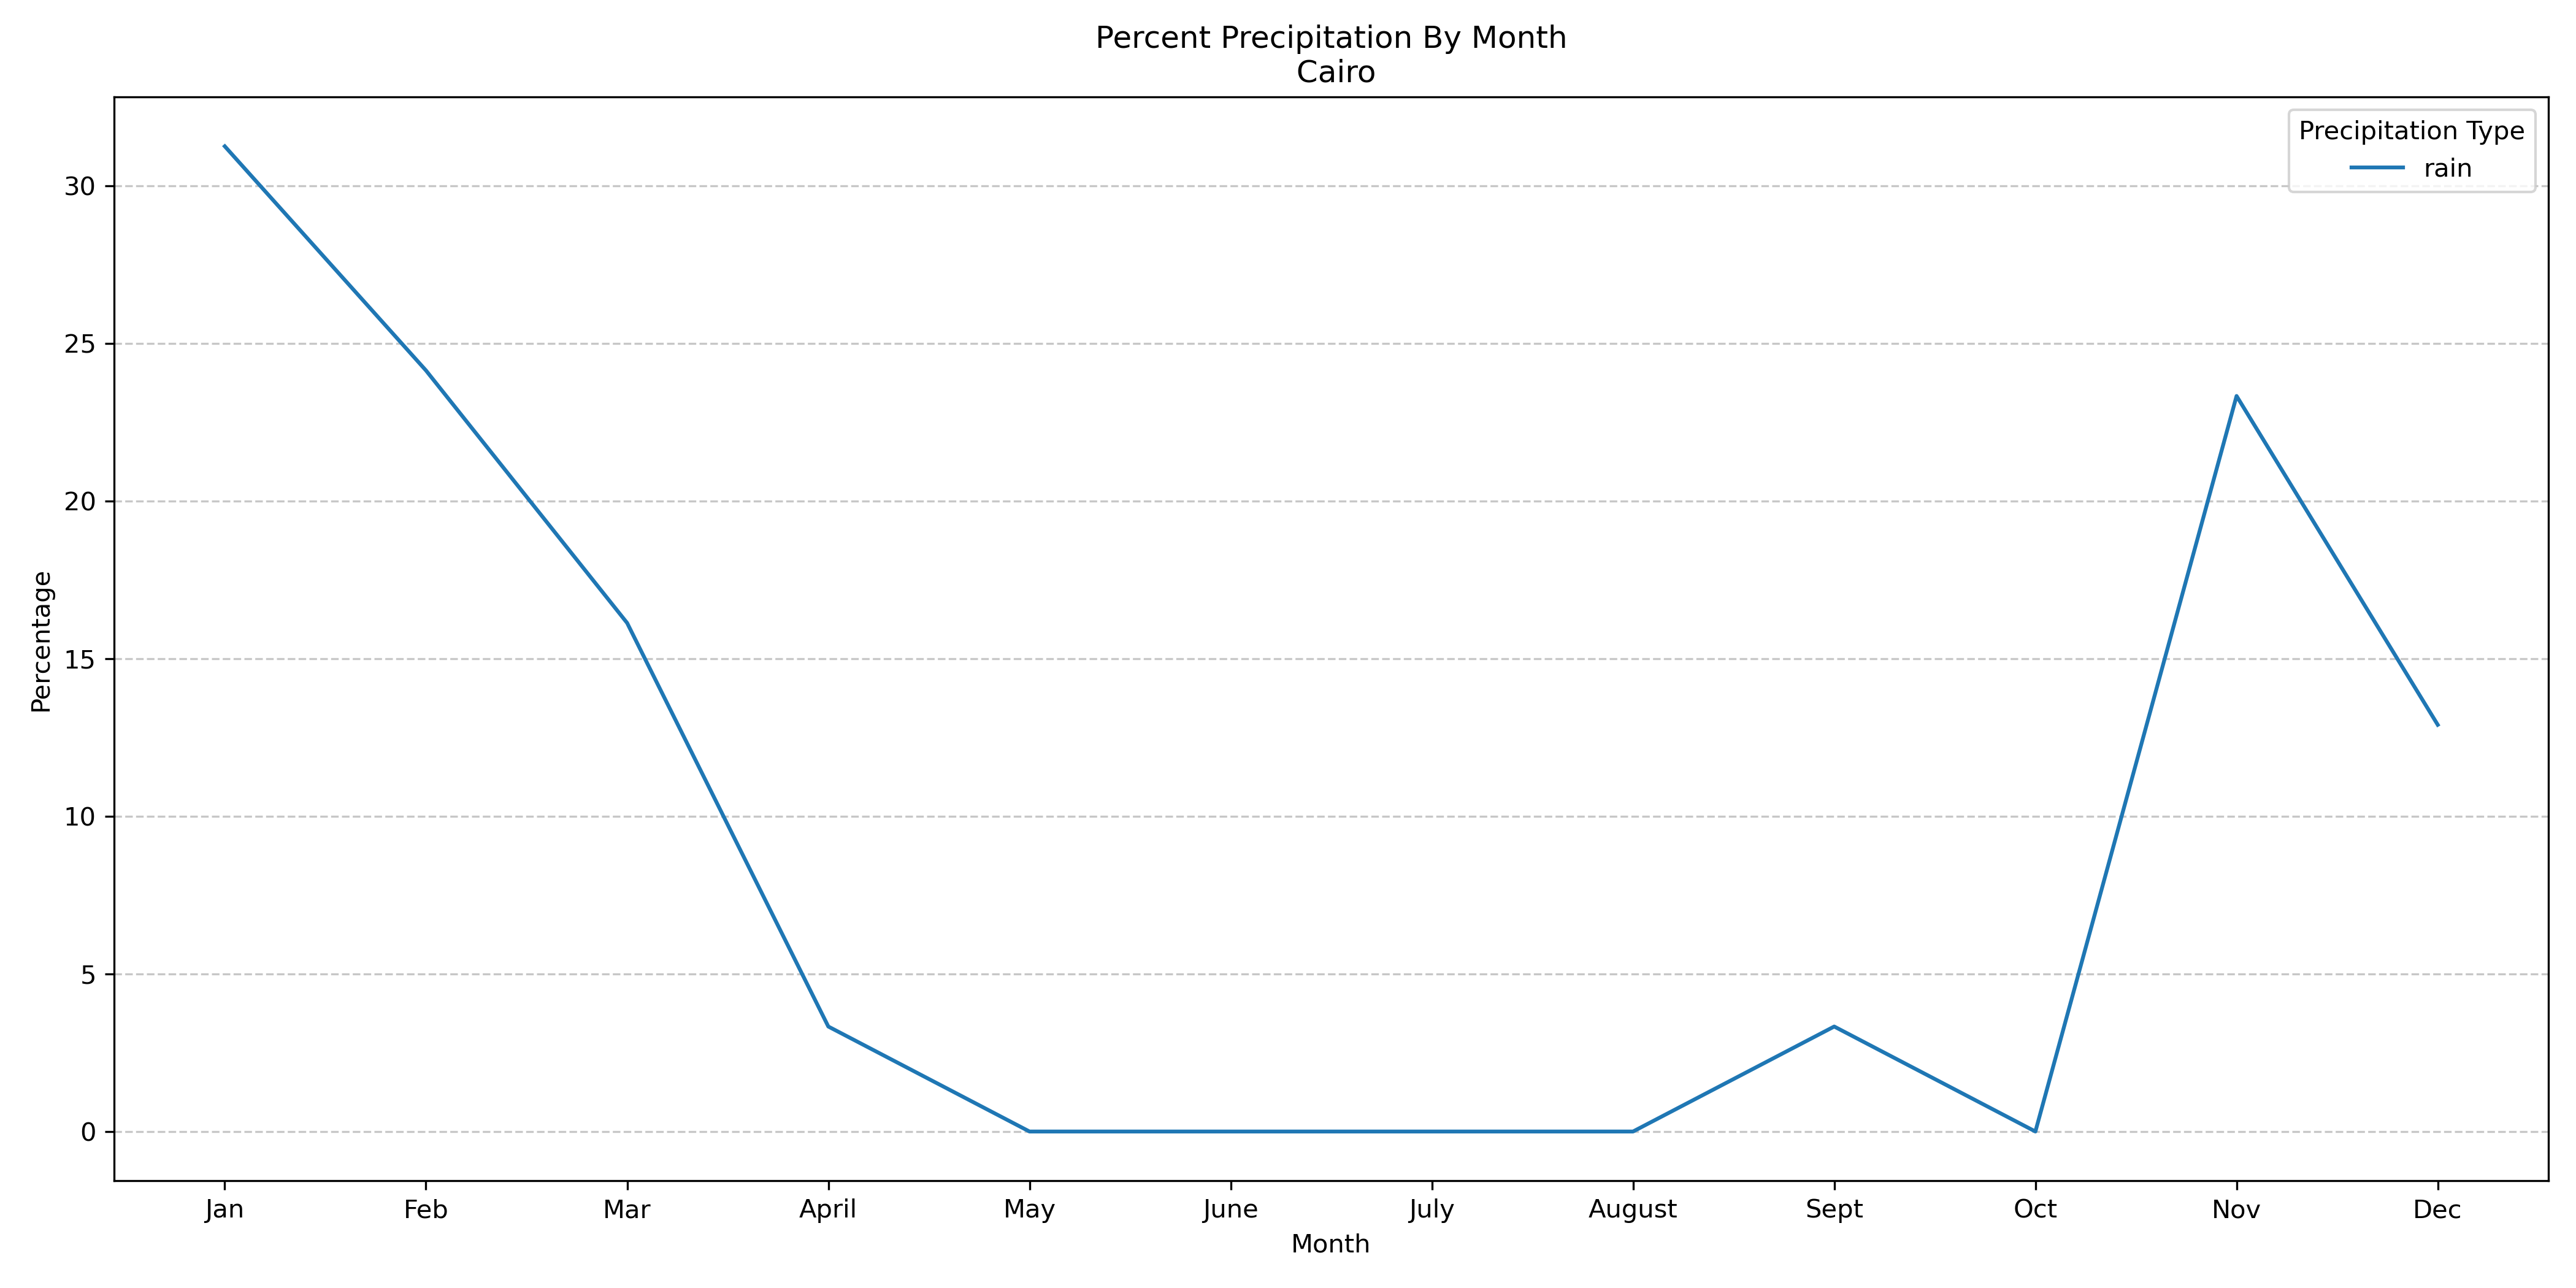 Percent Precipitation By Month
Cairo
Precipitation Type
rain
30
25
20
15
10
5
0
Percentage
Jan Feb Mar April May June July August Sept Oct Nov Dec
Month